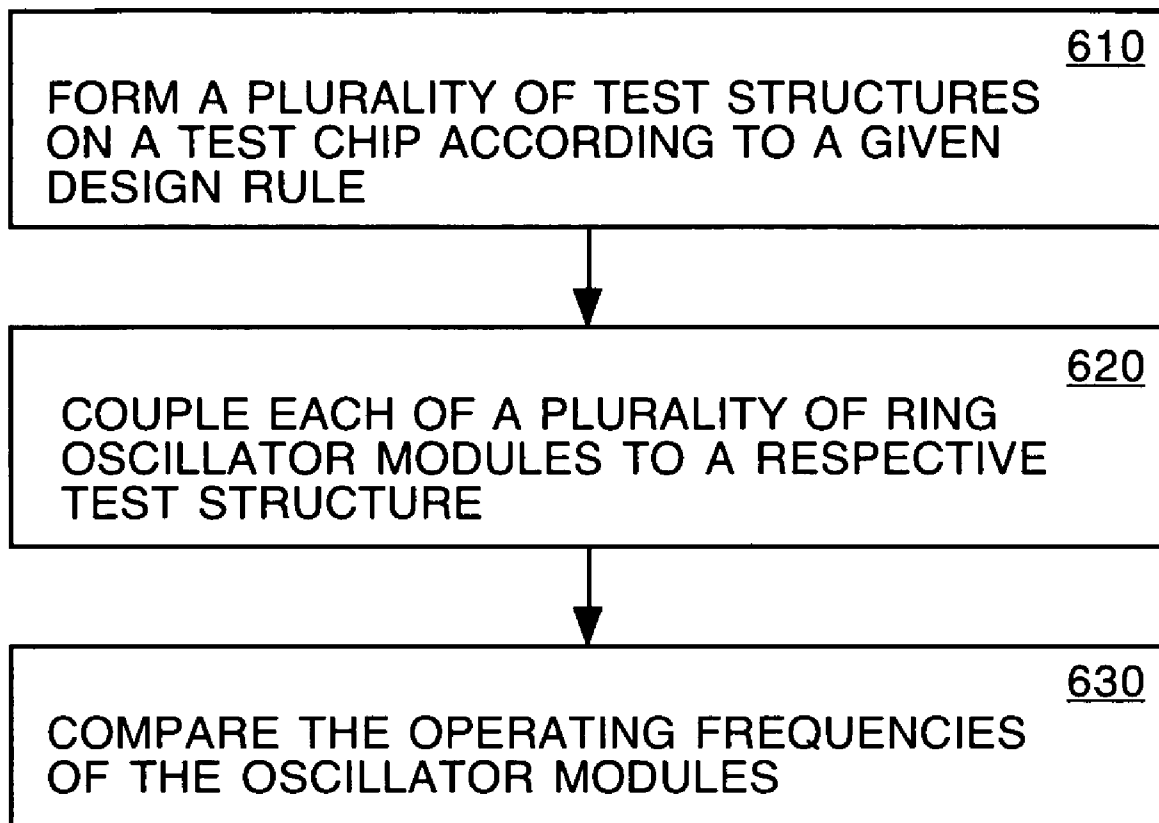 610
FORM A PLURALITY OF TEST STRUCTURES
ON A TEST CHIP ACCORDING TO A GIVEN
DESIGN RULE
620
COUPLE EACH OF A PLURALITY OF RING
OSCILLATOR MODULES TO A RESPECTIVE
TEST STRUCTURE
630
COMPARE THE OPERATING FREQUENCIES
OF THE OSCILLATOR MODULES